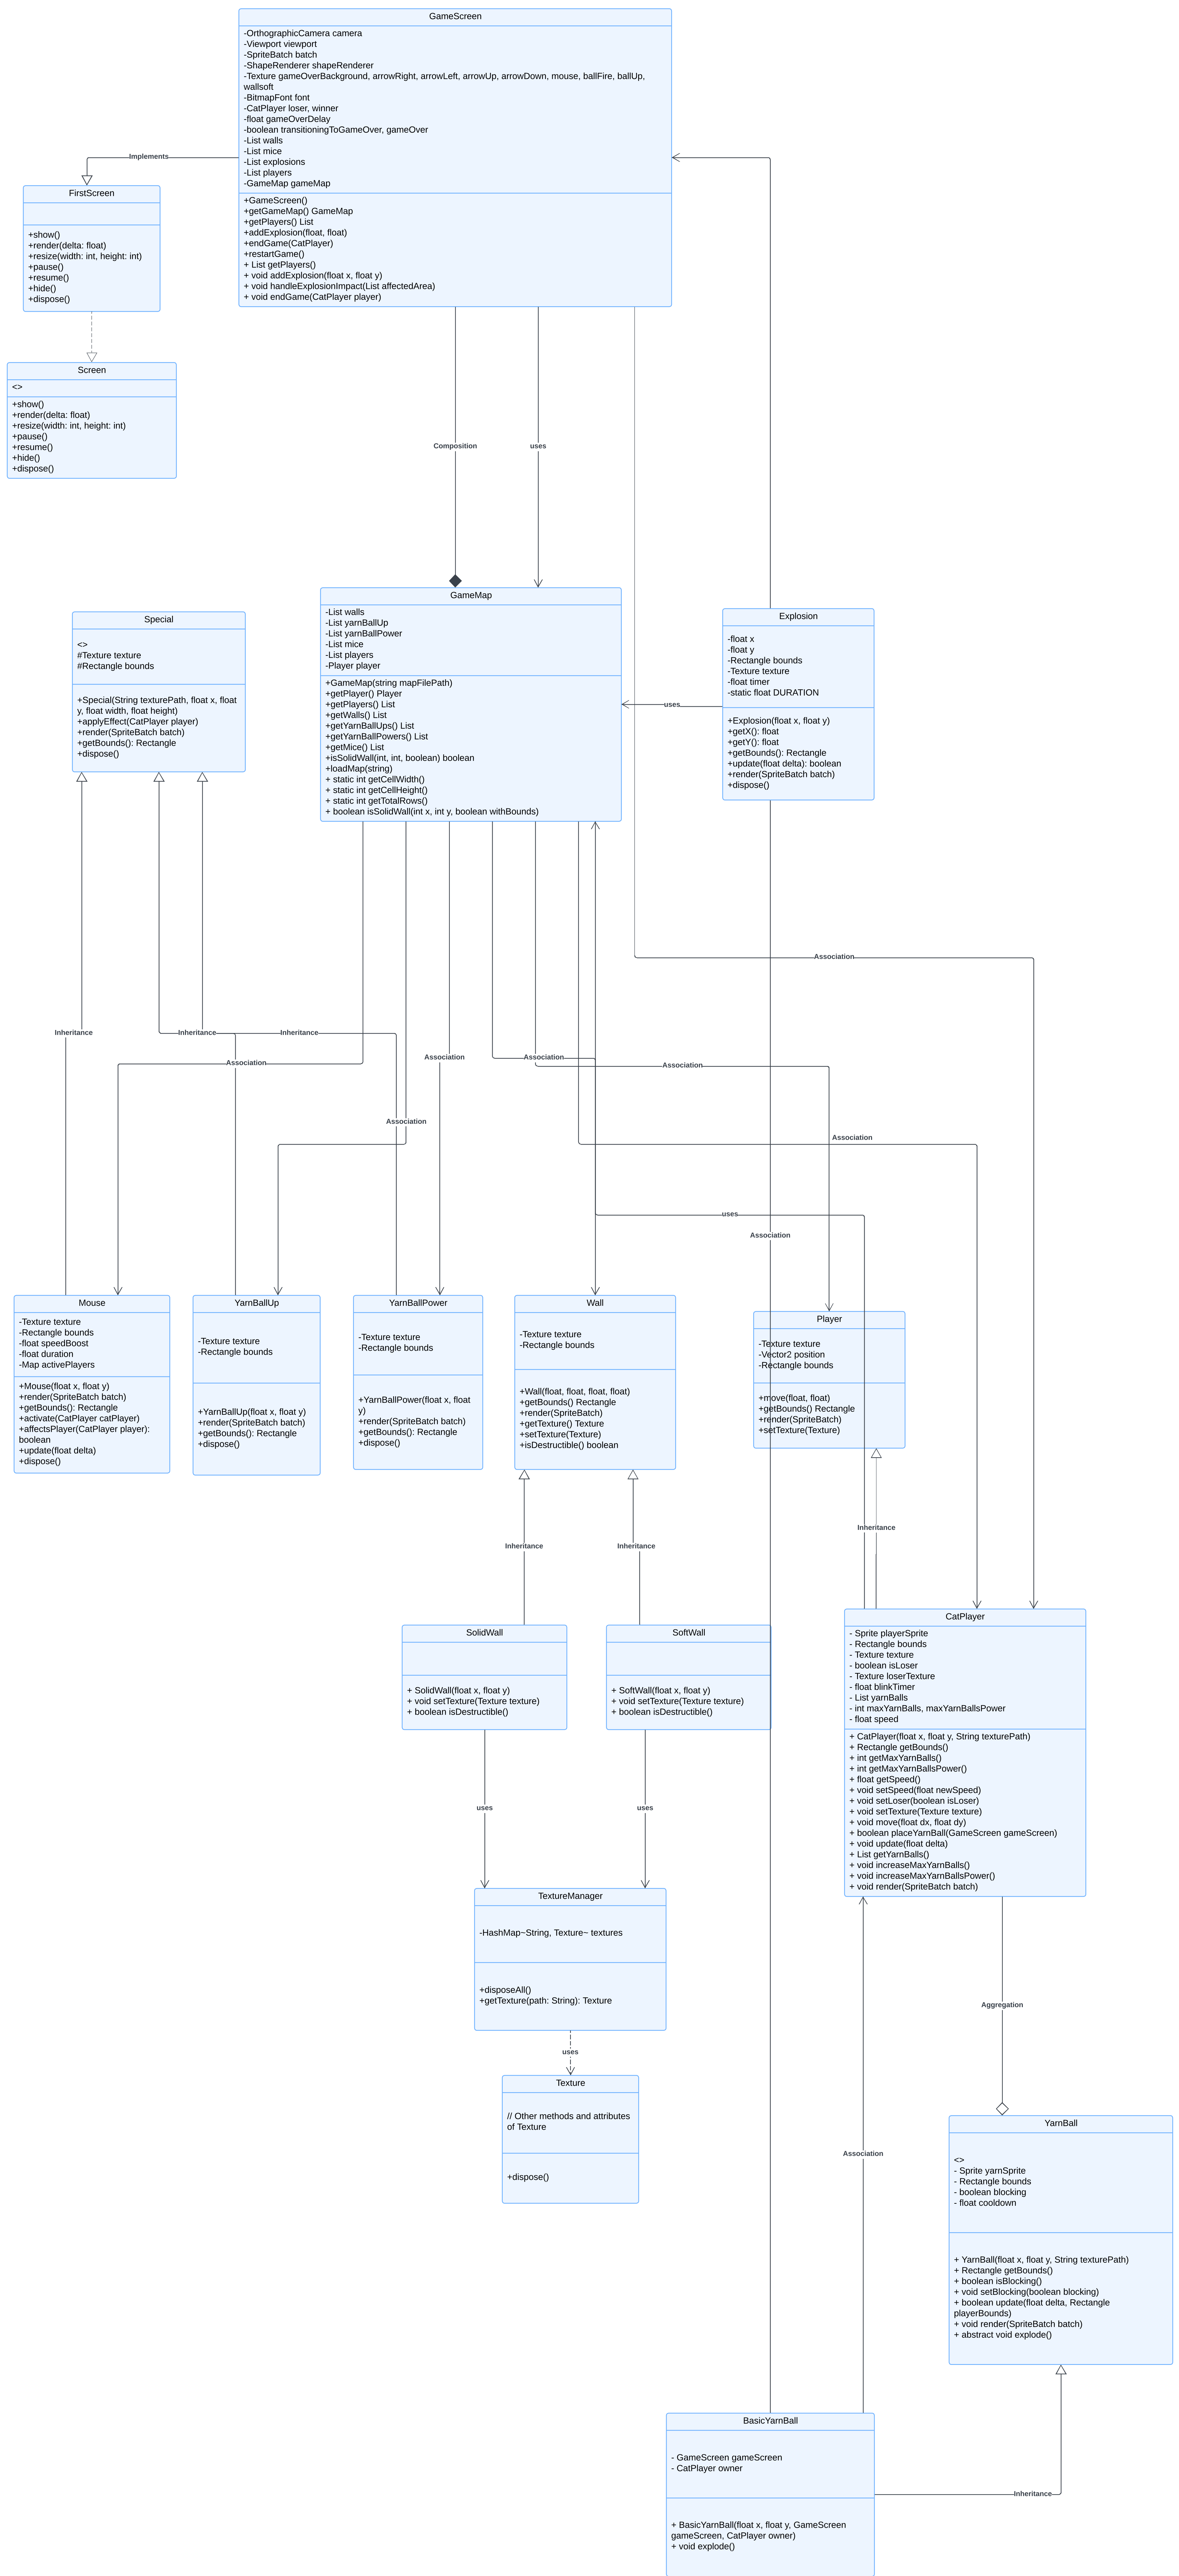 GameScreen
-OrthographicCamera camera
-Viewport viewport
-SpriteBatch batch
-ShapeRenderer shapeRenderer
-Texture gameOverBackground, arrowRight, arrowLeft, arrowUp, arrowDown, mouse, ballFire, ballUp,
wallsoft
-BitmapFont font
-CatPlayer loser, winner
-float gameOverDelay
-boolean transitioningToGameOver, gameOver
-List walls
-List mice
-List explosions
-List players
-GameMap gameMap
+GameScreen()
+getGameMap() GameMap
+getPlayers() List
+addExplosion(float, float)
+endGame(CatPlayer)
+restartGame()
+ List getPlayers()
+ void addExplosion(float x, float y)
+ void handleExplosionImpact(List affectedArea)
+ void endGame(CatPlayer player)
Implements
FirstScreen
+show()
+render(delta: float)
+resize(width: int, height: int)
+pause()
+resume()
+hide()
+dispose()
Screen
<>
+show()
+render(delta: float)
+resize(width: int, height: int)
+pause()
+resume()
+hide()
+dispose()
Composition
uses
Special
<>
#Texture texture
#Rectangle bounds
+Special(String texturePath, float x, float
y, float width, float height)
+applyEffect(CatPlayer player)
+render(SpriteBatch batch)
+getBounds(): Rectangle
+dispose()
GameMap
-List walls
-List yarnBallUp
-List yarnBallPower
-List mice
-List players
-Player player
+GameMap(string mapFilePath)
+getPlayer() Player
+getPlayers() List
+getWalls() List
+getYarnBallUps() List
+getYarnBallPowers() List
+getMice() List
+isSolidWall(int, int, boolean) boolean
+loadMap(string)
+ static int getCellWidth()
+ static int getCellHeight()
+ static int getTotalRows()
+ boolean isSolidWall(int x, int y, boolean withBounds)
uses
Explosion
-float x
-float y
-Rectangle bounds
-Texture texture
-float timer
-static float DURATION
+Explosion(float x, float y)
+getX(): float
+getY(): float
+getBounds(): Rectangle
+update(float delta): boolean
+render(SpriteBatch batch)
+dispose()
Association
Inheritance
Inheritance
Inheritance
Association
Association
Association
Association
Association
Association
uses
Association
Mouse
-Texture texture
-Rectangle bounds
-float speedBoost
-float duration
-Map activePlayers
+Mouse(float x, float y)
+render(SpriteBatch batch)
+getBounds(): Rectangle
+activate(CatPlayer catPlayer)
+affectsPlayer(CatPlayer player):
boolean
+update(float delta)
+dispose()
YarnBallUp
-Texture texture
-Rectangle bounds
+YarnBallUp(float x, float y)
+render(SpriteBatch batch)
+getBounds(): Rectangle
+dispose()
YarnBallPower
-Texture texture
-Rectangle bounds
+YarnBallPower(float x, float
y)
+render(SpriteBatch batch)
+getBounds(): Rectangle
+dispose()
Wall
-Texture texture
-Rectangle bounds
+Wall(float, float, float, float)
+getBounds() Rectangle
+render(SpriteBatch)
+getTexture() Texture
+setTexture(Texture)
+isDestructible() boolean
Player
-Texture texture
-Vector2 position
-Rectangle bounds
+move(float, float)
+getBounds() Rectangle
+render(SpriteBatch)
+setTexture(Texture)
Inheritance
Inheritance
Inheritance
SolidWall
+ SolidWall(float x, float y)
+ void setTexture(Texture texture)
+ boolean isDestructible()
SoftWall
+ SoftWall(float x, float y)
+ void setTexture(Texture texture)
+ boolean isDestructible()
CatPlayer
- Sprite playerSprite
- Rectangle bounds
- Texture texture
- boolean isLoser
- Texture loserTexture
- float blinkTimer
- List yarnBalls
- int maxYarnBalls, maxYarnBallsPower
- float speed
+ CatPlayer(float x, float y, String texturePath)
+ Rectangle getBounds()
+ int getMaxYarnBalls()
+ int getMaxYarnBallsPower()
+ float getSpeed()
+ void setSpeed(float newSpeed)
+ void setLoser(boolean isLoser)
+ void setTexture(Texture texture)
+ void move(float dx, float dy)
+ boolean placeYarnBall(GameScreen gameScreen)
+ void update(float delta)
+ List getYarnBalls()
+ void increaseMaxYarnBalls()
+ void increaseMaxYarnBallsPower()
+ void render(SpriteBatch batch)
uses
uses
TextureManager
-HashMap~String, Texture~ textures
+disposeAll()
+getTexture(path: String): Texture
uses
Texture
// Other methods and attributes
of Texture
+dispose()
Aggregation
Association
YarnBall
<>
- Sprite yarnSprite
- Rectangle bounds
- boolean blocking
- float cooldown
+ YarnBall(float x, float y, String texturePath)
+ Rectangle getBounds()
+ boolean isBlocking()
+ void setBlocking(boolean blocking)
+ boolean update(float delta, Rectangle
playerBounds)
+ void render(SpriteBatch batch)
+ abstract void explode()
BasicYarnBall
- GameScreen gameScreen
- CatPlayer owner
+ BasicYarnBall(float x, float y, GameScreen
gameScreen, CatPlayer owner)
+ void explode()
Inheritance